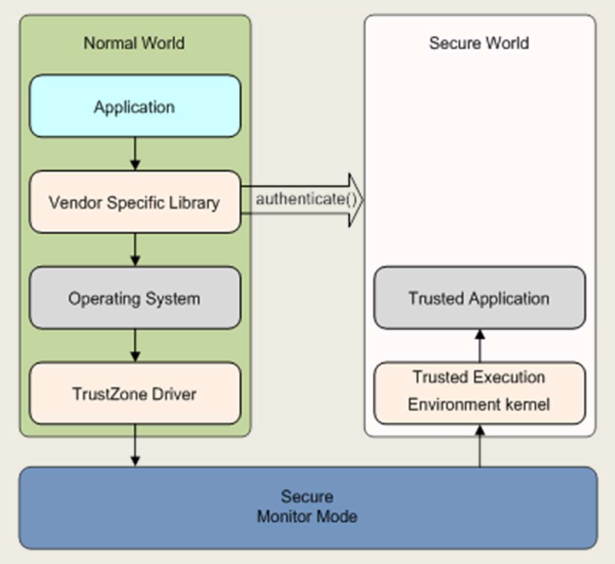 Normal World
Application
Vendor Specific Library
authenticate()
Operating System
TrustZone Driver
Secure World
Trusted Application
Trusted Execution
Environment kernel
Secure
Monitor Mode